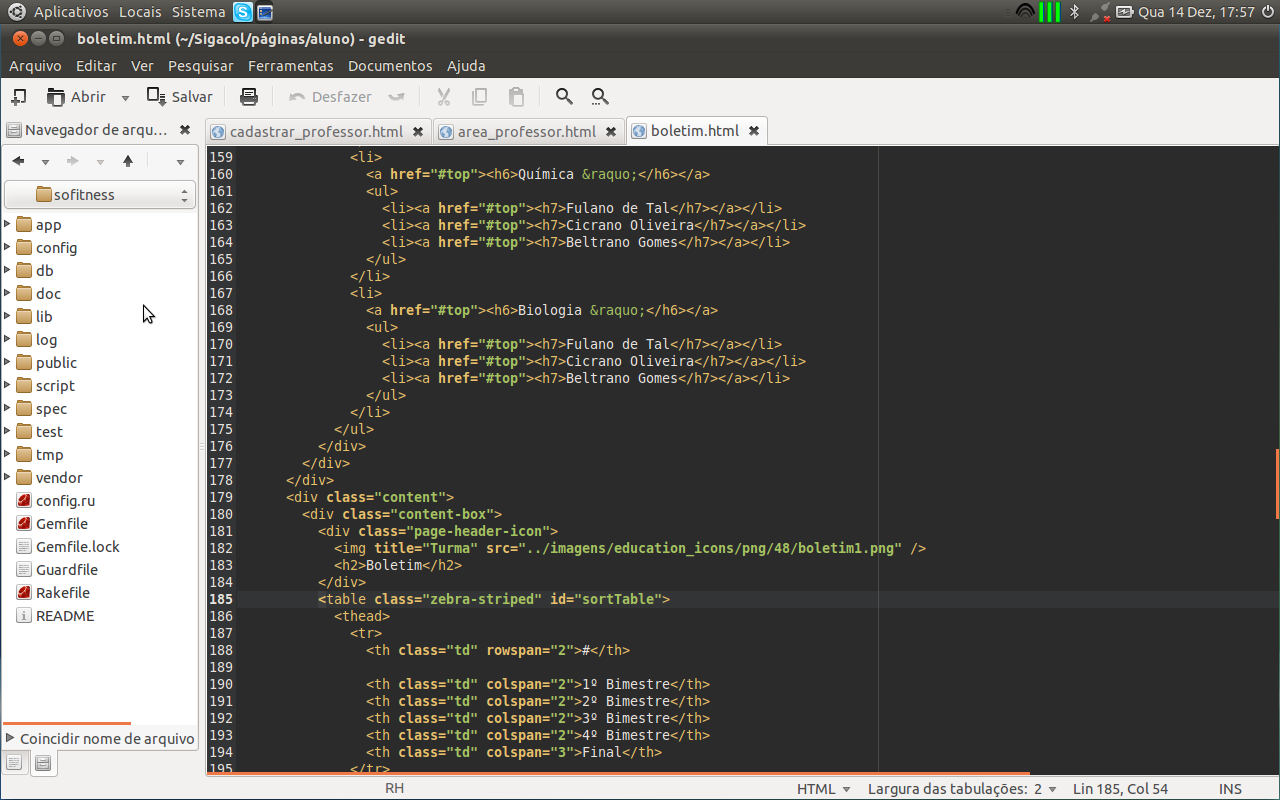 Aplicativos Locais Sistema Qua 14 Dez, 17:57
boletim.html (~/Sigacol/páginas/aluno) - gedit
Arquivo Editar Ver Pesquisar Ferramentas Documentos Ajuda
Abrir Salvar Desfazer
Navegador de arqu...
cadastrar_professor.html area_professor.html boletim.html
sofitness
app
config
db
doc
lib
log
public
script
spec
test
tmp
vendor
config.ru
Gemfile
Gemfile.lock
Guardfile
Rakefile
README
Coincidir nome de arquivo
159 <li>
160 <a href="#top"><h6>Química &raquo;</h6></a>
161 <ul>
162 <li><a href="#top"><h7>Fulano de Tal</h7></a></li>
163 <li><a href="#top"><h7>Cicrano Oliveira</h7></a></li>
164 <li><a href="#top"><h7>Beltrano Gomes</h7></a></li>
165 </ul>
166 </li>
167 <li>
168 <a href="#top"><h6>Biologia &raquo;</h6></a>
169 <ul>
170 <li><a href="#top"><h7>Fulano de Tal</h7></a></li>
171 <li><a href="#top"><h7>Cicrano Oliveira</h7></a></li>
172 <li><a href="#top"><h7>Beltrano Gomes</h7></a></li>
173 </ul>
174 </li>
175 </ul>
176 </div>
177 </div>
178 </div>
179 <div class="content">
180 <div class="content-box">
181 <div class="page-header-icon">
182 <img title="Turma" src="../imagens/education_icons/png/48/boletim1.png" />
183 <h2>Boletim</h2>
184 </div>
185 <table class="zebra-striped" id="sortTable">
186 <thead>
187 <tr>
188 <th class="td" rowspan="2">#</th>
189
190 <th class="td" colspan="2">1º Bimestre</th>
191 <th class="td" colspan="2">2º Bimestre</th>
192 <th class="td" colspan="2">3º Bimestre</th>
193 <th class="td" colspan="2">4º Bimestre</th>
194 <th class="td" colspan="3">Final</th>
195 </tr>
RH HTML Largura das tabulações: 2 Lin 185, Col 54 INS